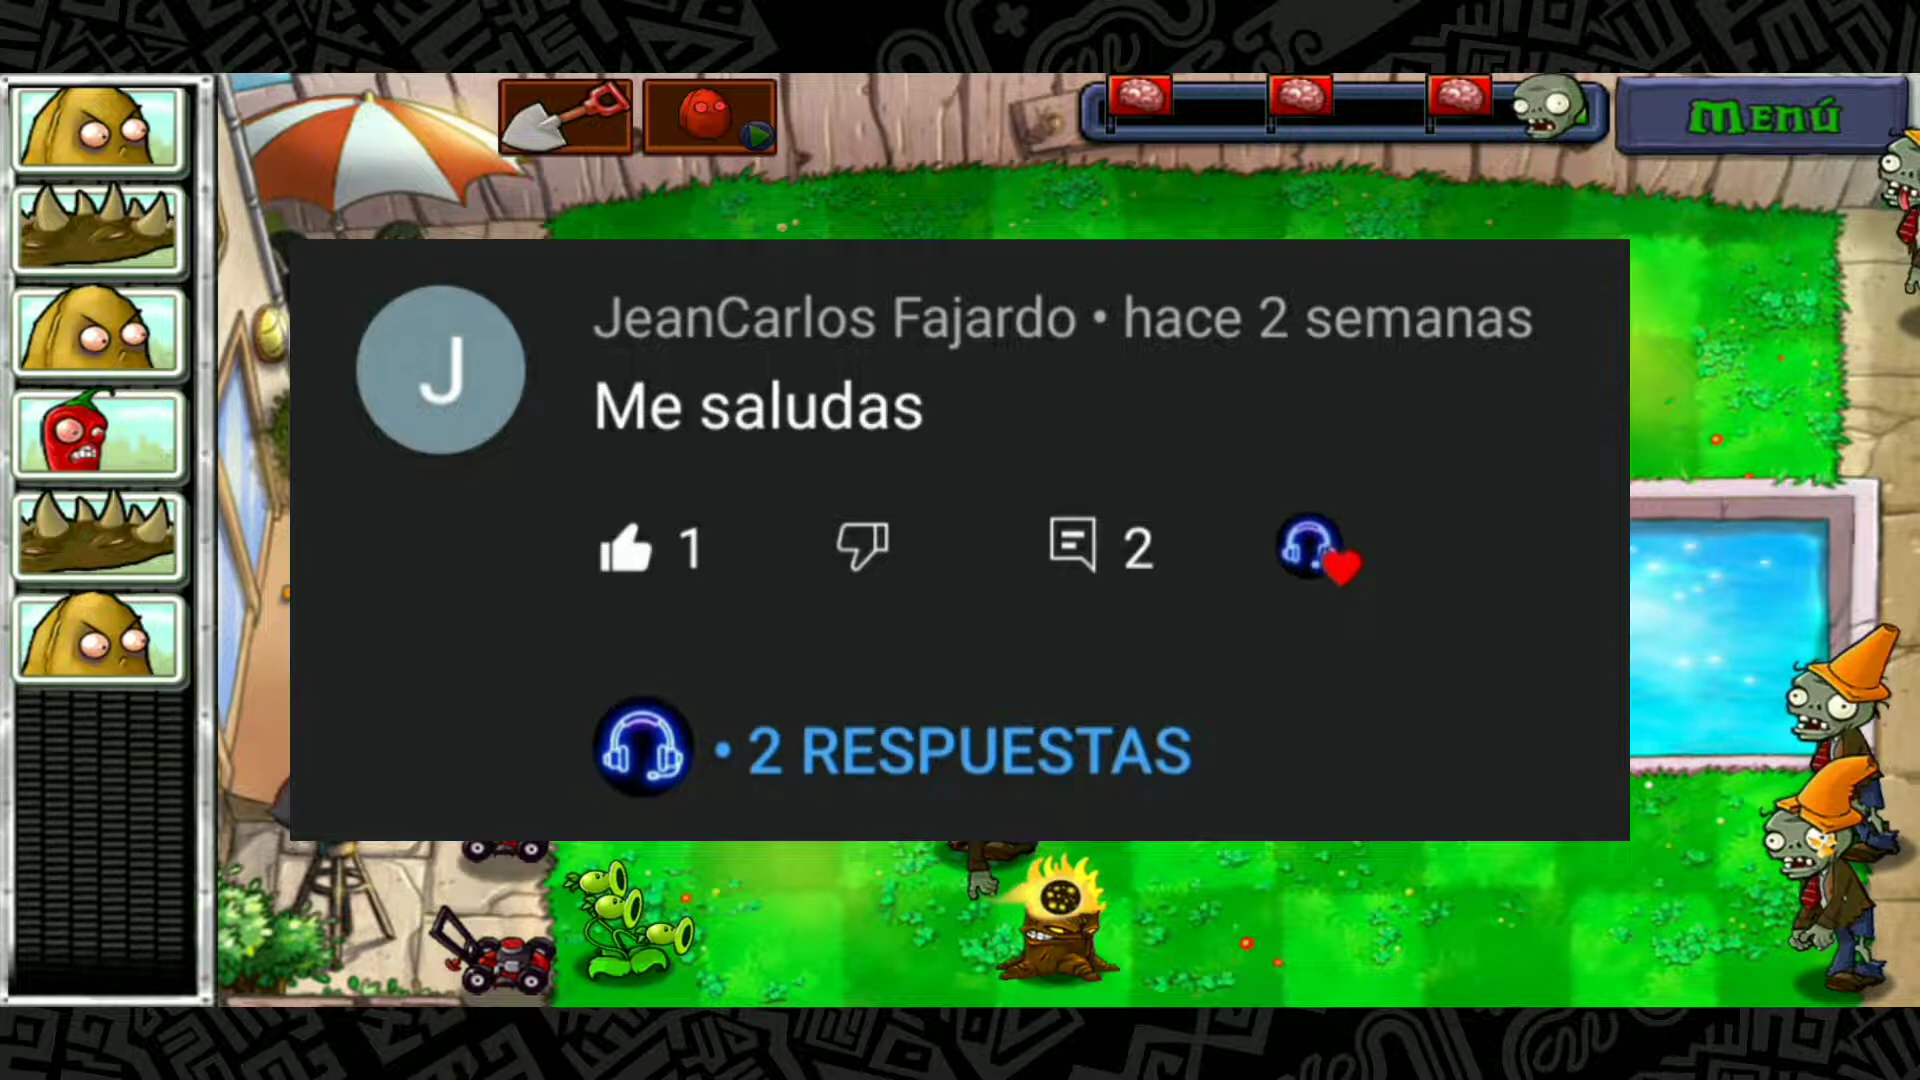 Menú
JeanCarlos Fajardo • hace 2 semanas
J
Me saludas
1
2
• 2 RESPUESTAS